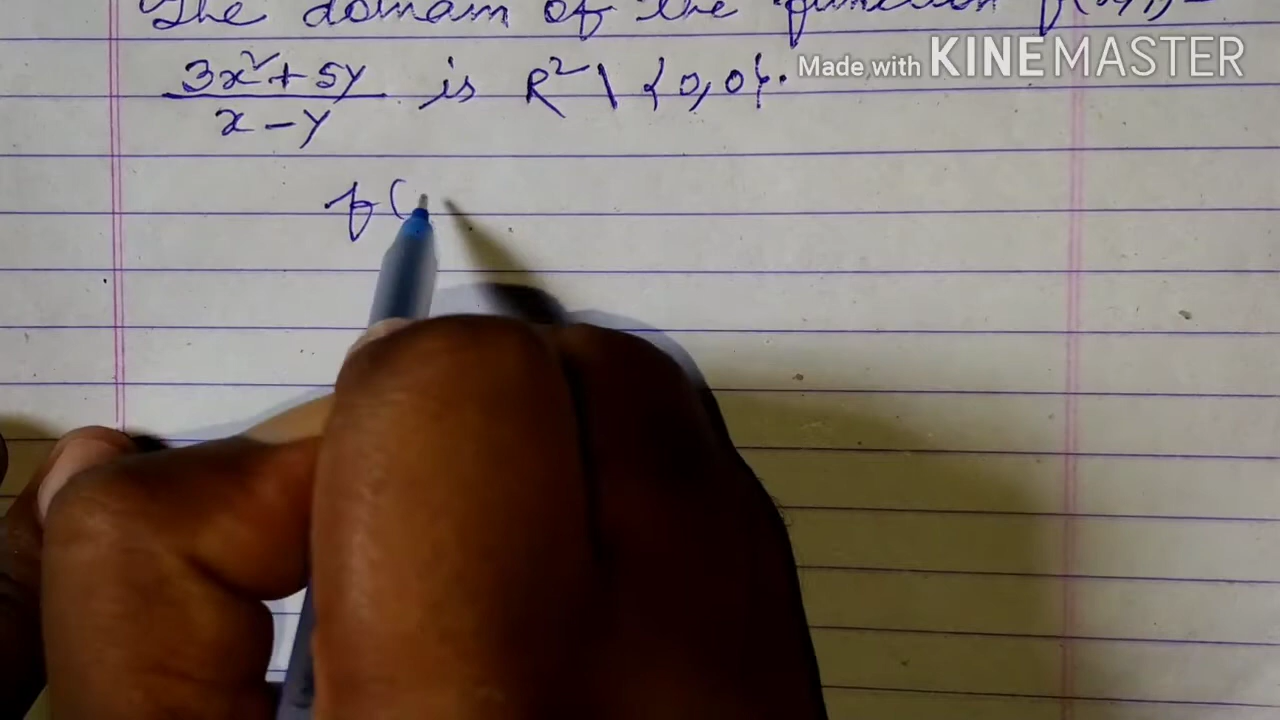 The domain of the function f(x,y) =
Made with KINEMASTER
3x² + 5y / x - y is R² \ {0,0}.
f(